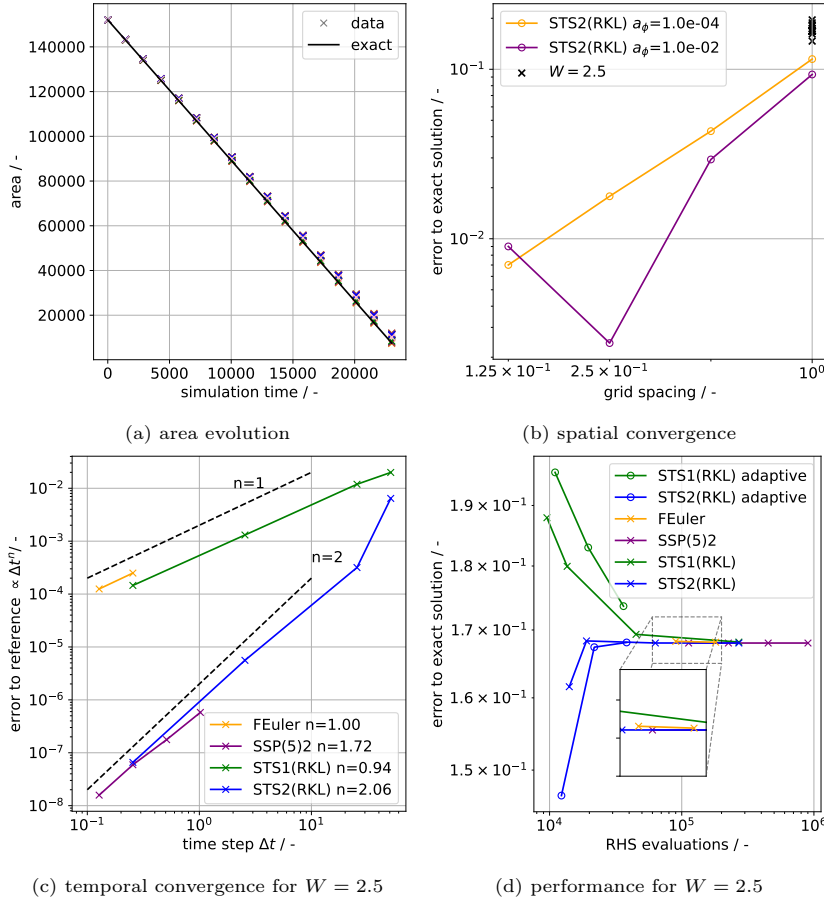 data
exact
140000
120000
100000
80000
60000
40000
20000
area / -
0
5000
10000
15000
20000
simulation time / -
(a) area evolution
STS2(RKL) a_ϕ=1.0e-04
STS2(RKL) a_ϕ=1.0e-02
W = 2.5
10⁻¹
10⁻²
error to exact solution / -
1.25 × 10⁻¹
2.5 × 10⁻¹
10⁰
grid spacing / -
(b) spatial convergence
n=1
n=2
10⁻²
10⁻³
10⁻⁴
10⁻⁵
10⁻⁶
10⁻⁷
10⁻⁸
error to reference ∝ Δtⁿ/ -
FEuler n=1.00
SSP(5)2 n=1.72
STS1(RKL) n=0.94
STS2(RKL) n=2.06
10⁻¹
10⁰
10¹
time step Δt / -
(c) temporal convergence for W = 2.5
STS1(RKL) adaptive
STS2(RKL) adaptive
FEuler
SSP(5)2
STS1(RKL)
STS2(RKL)
1.9 × 10⁻¹
1.8 × 10⁻¹
1.7 × 10⁻¹
1.6 × 10⁻¹
1.5 × 10⁻¹
error to exact solution / -
10⁴
10⁵
10⁶
RHS evaluations / -
(d) performance for W = 2.5